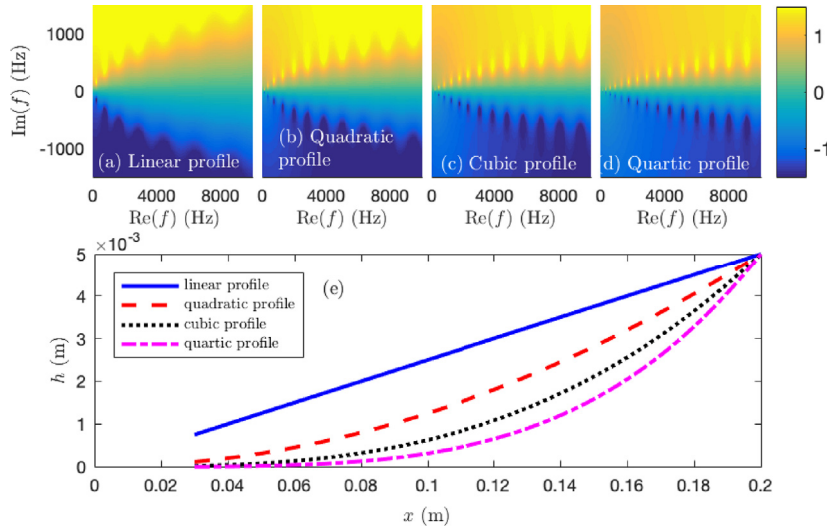 1500
0
-1000
Im(f) (Hz)
(a) Linear profile
(b) Quadratic
profile
(c) Cubic profile
(d) Quartic profile
1
0
-1
0 4000 8000
0 4000 8000
0 4000 8000
0 4000 8000
Re(f) (Hz)
Re(f) (Hz)
Re(f) (Hz)
Re(f) (Hz)
×10⁻³
5
4
3
2
1
0
h (m)
linear profile
quadratic profile
cubic profile
quartic profile
(e)
0 0.02 0.04 0.06 0.08 0.1 0.12 0.14 0.16 0.18 0.2
x (m)